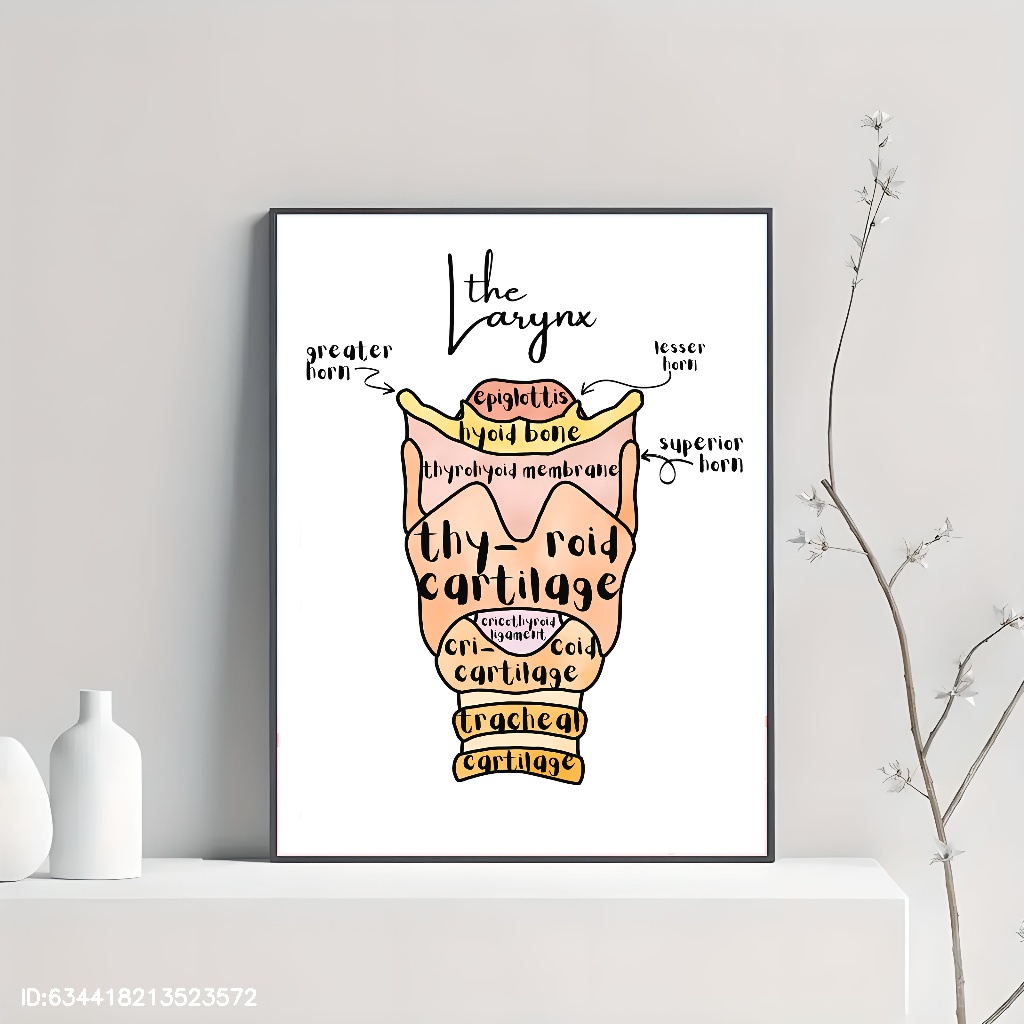 the
Larynx
greater
horn
lesser
horn
epiglottis
hyoid bone
superior
horn
thyrohyoid membrane
thy- roid
cartilage
cricothyroid
ligament
cri- coid
cartilage
tracheal
cartilage
ID:634418213523572